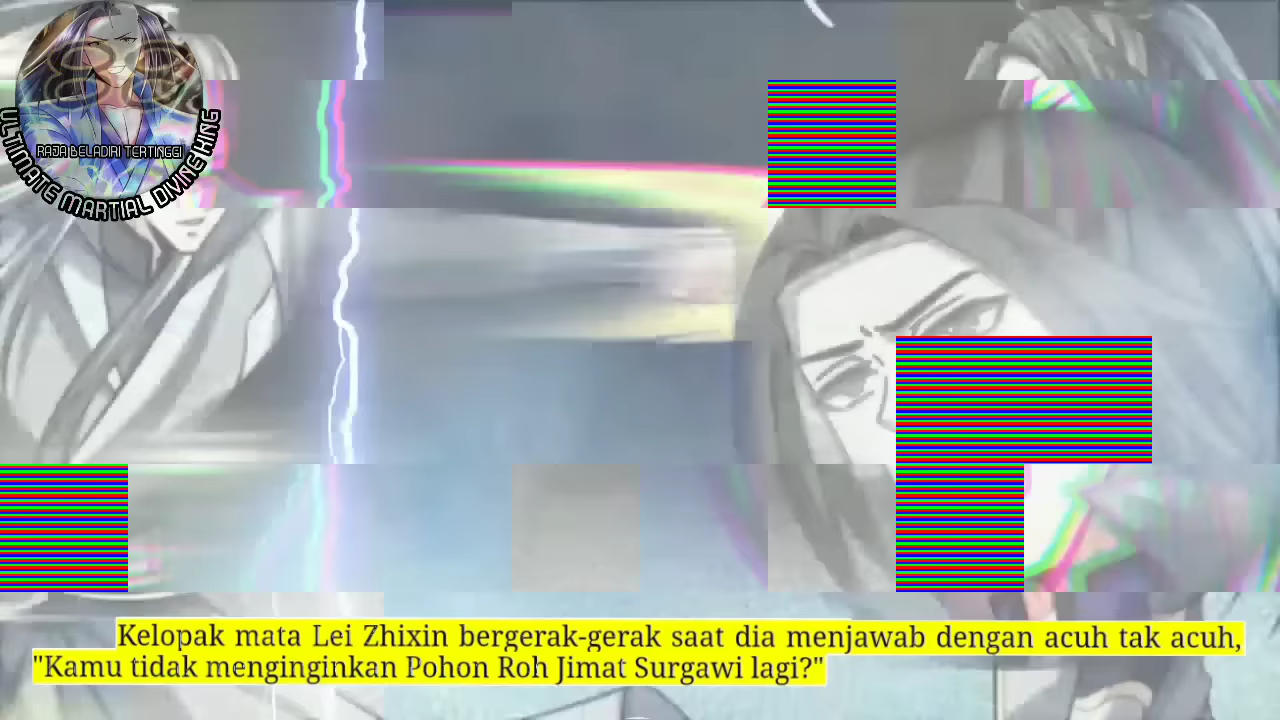 RAJA BELADIRI TERTINGGI
ULTIMATE MARTIAL DIVINE KING
Kelopak mata Lei Zhixin bergerak-gerak saat dia menjawab dengan acuh tak acuh,
"Kamu tidak menginginkan Pohon Roh Jimat Surgawi lagi?"